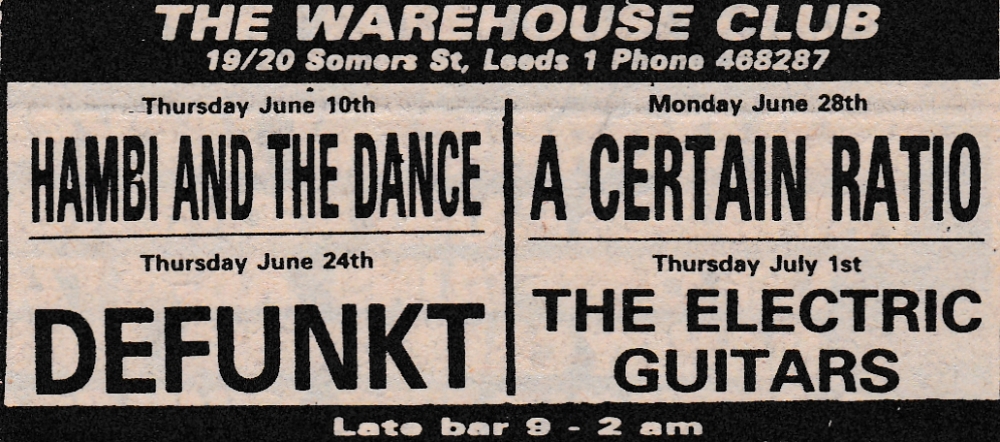 THE WAREHOUSE CLUB
19/20 Somers St, Leeds 1 Phone 468287
Thursday June 10th
HAMBI AND THE DANCE
Thursday June 24th
DEFUNKT
Monday June 28th
A CERTAIN RATIO
Thursday July 1st
THE ELECTRIC
GUITARS
Late bar 9 - 2 am